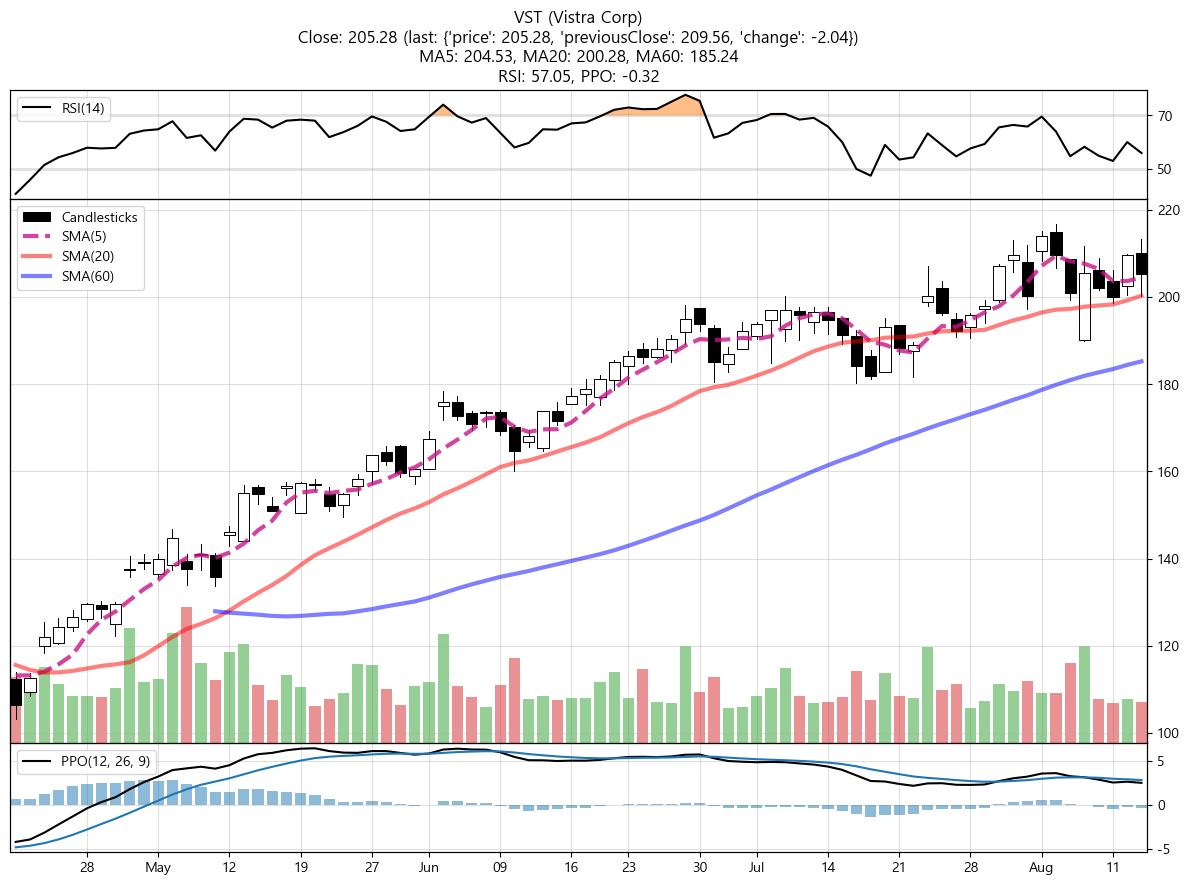 VST (Vistra Corp)
Close: 205.28 (last: {'price': 205.28, 'previousClose': 209.56, 'change': -2.04})
MA5: 204.53, MA20: 200.28, MA60: 185.24
RSI: 57.05, PPO: -0.32
RSI(14)
70
50
Candlesticks
SMA(5)
SMA(20)
SMA(60)
220
200
180
160
140
120
100
PPO(12, 26, 9)
5
0
-5
28 May 12 19 27 Jun 09 16 23 30 Jul 14 21 28 Aug 11